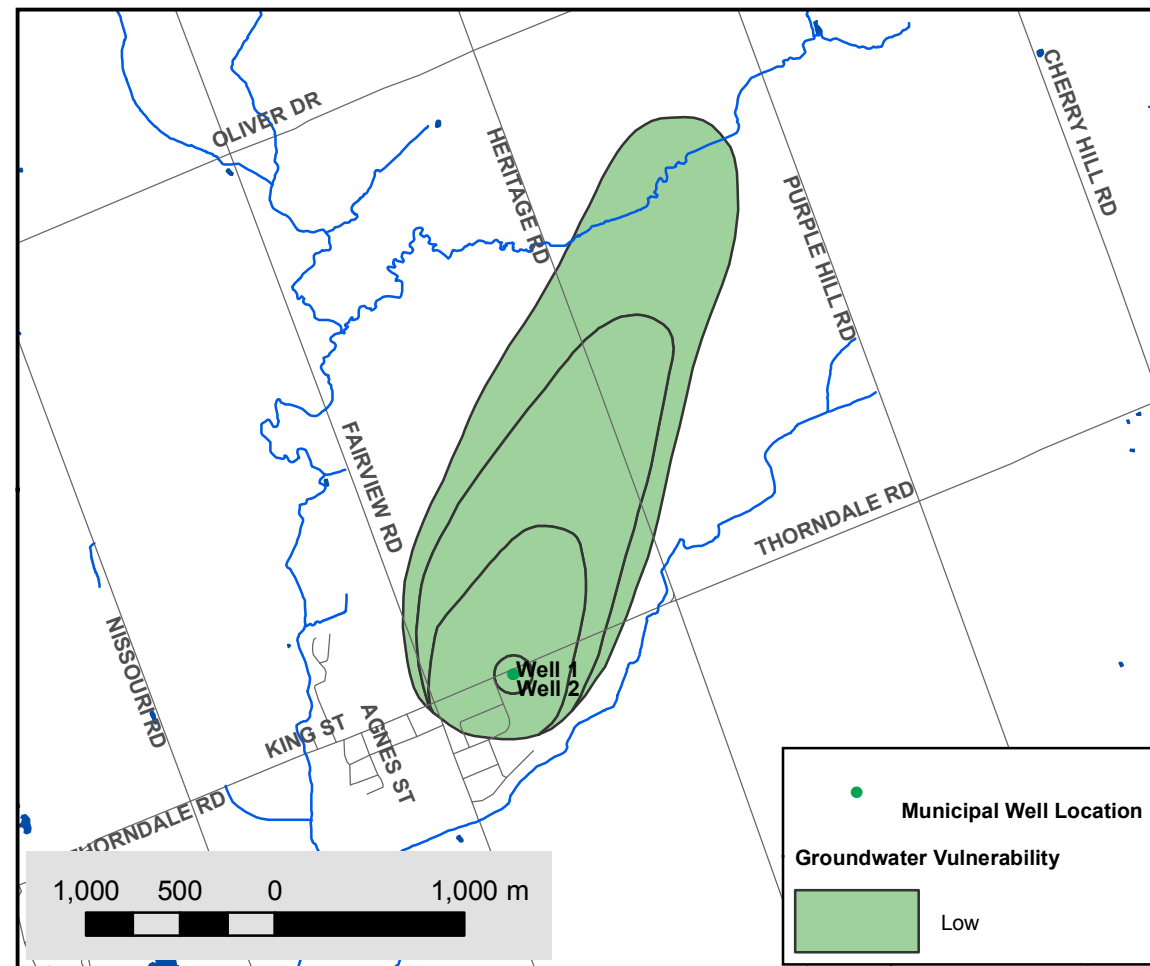 OLIVER DR
HERITAGE RD
CHERRY HILL RD
PURPLE HILL RD
FAIRVIEW RD
THORNDALE RD
NISSOURI RD
Well 1
Well 2
KING ST
AGNES ST
THORNDALE RD
1,000 500 0 1,000 m
Municipal Well Location
Groundwater Vulnerability
Low